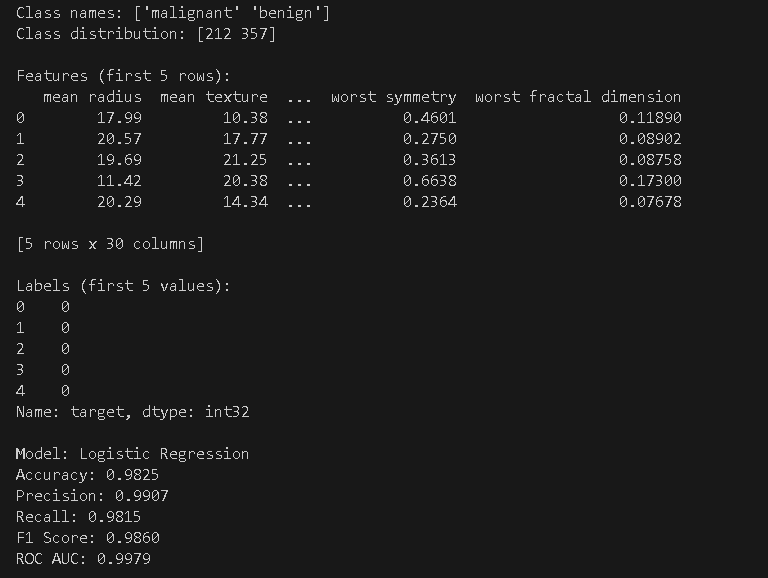 Class names: ['malignant' 'benign']
Class distribution: [212 357]
Features (first 5 rows):
mean radius mean texture ... worst symmetry worst fractal dimension
0 17.99 10.38 ... 0.4601 0.11890
1 20.57 17.77 ... 0.2750 0.08902
2 19.69 21.25 ... 0.3613 0.08758
3 11.42 20.38 ... 0.6638 0.17300
4 20.29 14.34 ... 0.2364 0.07678
[5 rows x 30 columns]
Labels (first 5 values):
0 0
1 0
2 0
3 0
4 0
Name: target, dtype: int32
Model: Logistic Regression
Accuracy: 0.9825
Precision: 0.9907
Recall: 0.9815
F1 Score: 0.9860
ROC AUC: 0.9979